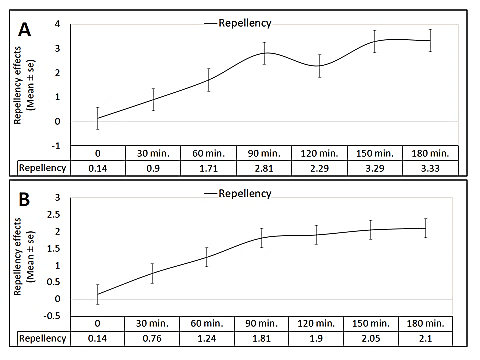 A
Repellency
Repellency effects
(Mean ± se)
4
3
2
1
0
-1
0 30 min. 60 min. 90 min. 120 min. 150 min. 180 min.
Repellency 0.14 0.9 1.71 2.81 2.29 3.29 3.33
B
Repellency
Repellency effects
(Mean ± se)
3
2.5
2
1.5
1
0.5
0
-0.5
0 30 min. 60 min. 90 min. 120 min. 150 min. 180 min.
Repellency 0.14 0.76 1.24 1.81 1.9 2.05 2.1